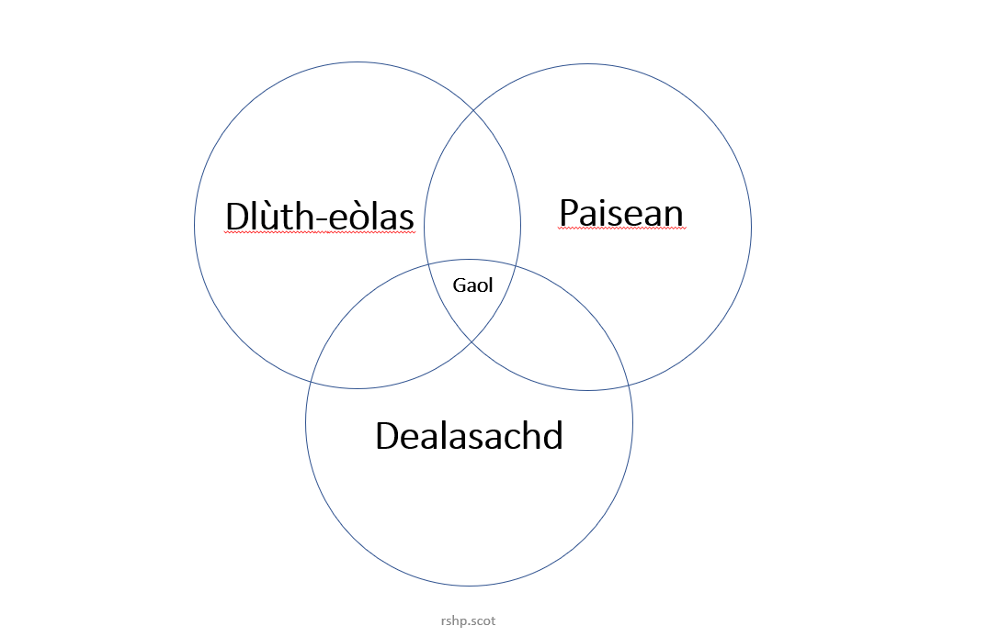 Dlùth-eòlas
Paisean
Gaol
Dealasachd
rshp.scot